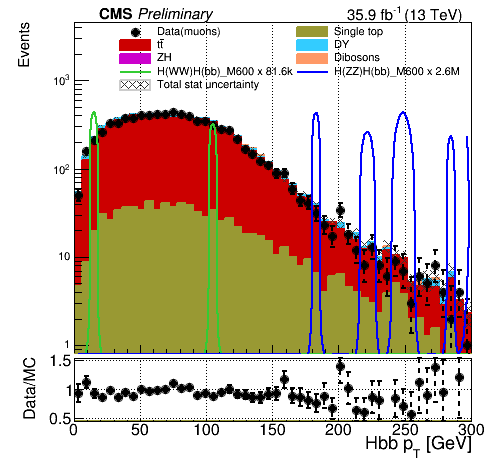 CMS Preliminary 35.9 fb⁻¹ (13 TeV)
Events
Data(muons) Single top
tt̄ DY
ZH Dibosons
H(WW)H(bb)_M600 x 81.6k H(ZZ)H(bb)_M600 x 2.6M
Total stat uncertainty
10³
10²
10
1
Data/MC
1.5
1.0
0.5
0 50 100 150 200 250 300
Hbb p_T [GeV]